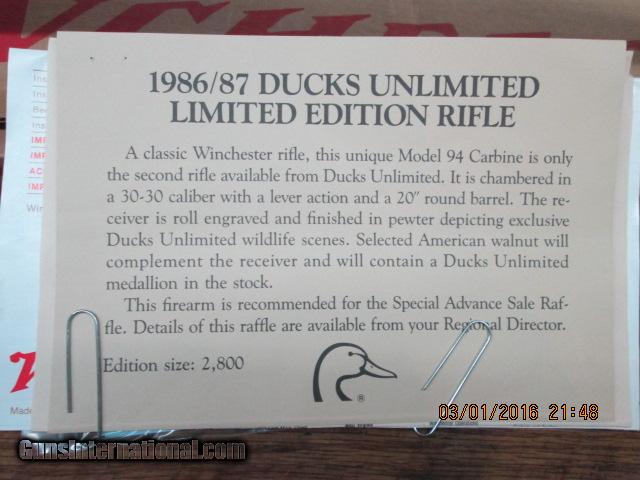 1986/87 DUCKS UNLIMITED
LIMITED EDITION RIFLE
A classic Winchester rifle, this unique Model 94 Carbine is only
the second rifle available from Ducks Unlimited. It is chambered in
a 30-30 caliber with a lever action and a 20" round barrel. The re-
ceiver is roll engraved and finished in pewter depicting exclusive
Ducks Unlimited wildlife scenes. Selected American walnut will
complement the receiver and will contain a Ducks Unlimited
medallion in the stock.
This firearm is recommended for the Special Advance Sale Raf-
fle. Details of this raffle are available from your Regional Director.
Edition size: 2,800
®
Made
03/01/2016 21:48
GunsInternational.com